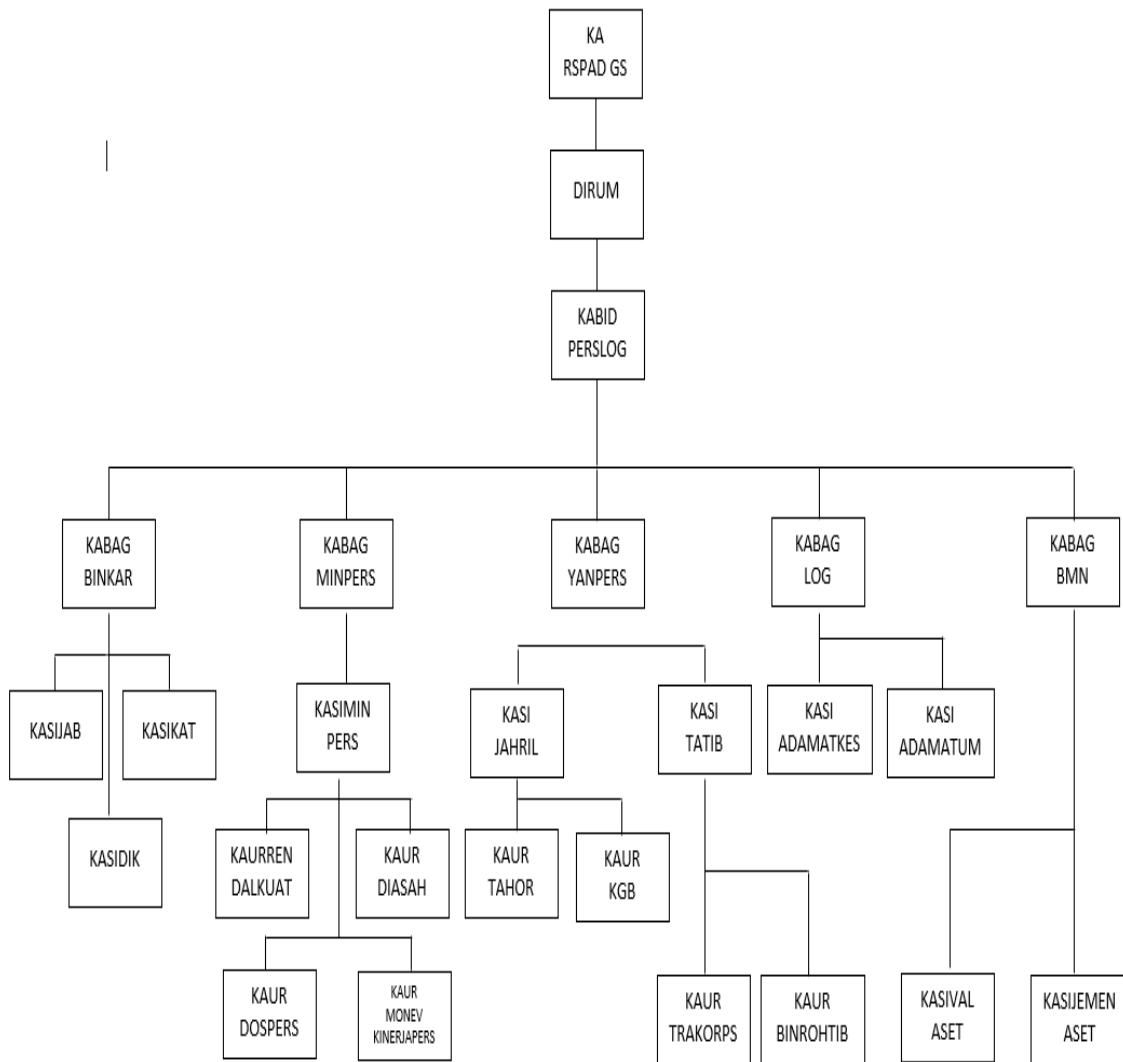 KA
RSPAD GS
DIRUM
KABID
PERSLOG
KABAG
BINKAR
KABAG
MINPERS
KABAG
YANPERS
KABAG
LOG
KABAG
BMN
KASIJAB
KASIKAT
KASIMIN
PERS
KASI
JAHRIL
KASI
TATIB
KASI
ADAMATKES
KASI
ADAMATUM
KASIDIK
KAURREN
DALKUAT
KAUR
DIASAH
KAUR
TAHOR
KAUR
KGB
KAUR
DOSPERS
KAUR
MONEV
KINERJAPERS
KAUR
TRAKORPS
KAUR
BINROHTIB
KASIVAL
ASET
KASIJEMEN
ASET